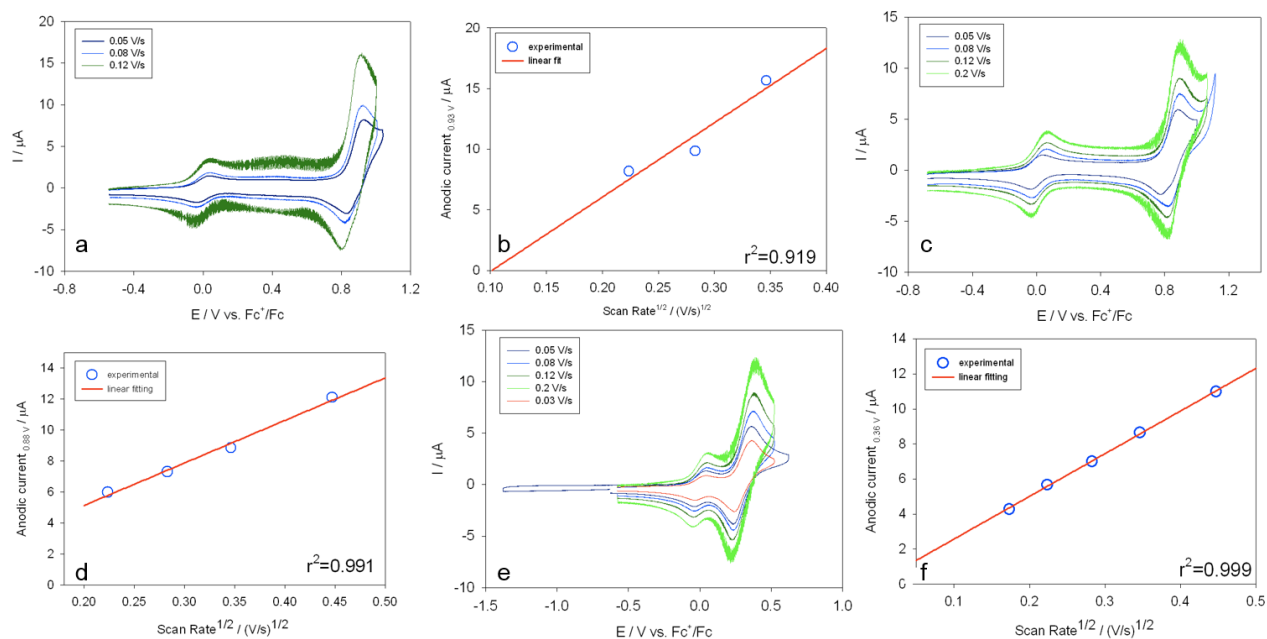 0.05 V/s
0.08 V/s
0.12 V/s
20
15
10
5
0
-5
-10
I / µA
a
-0.8
-0.4
0.0
0.4
0.8
1.2
E / V vs. Fc⁺/Fc
experimental
linear fit
20
15
10
5
0
Anodic current 0.93 V / µA
b
r²=0.919
0.10
0.15
0.20
0.25
0.30
0.35
0.40
Scan Rate^1/2 / (V/s)^1/2
0.05 V/s
0.08 V/s
0.12 V/s
0.2 V/s
15
10
5
0
-5
-10
I / µA
c
-0.8
-0.4
0.0
0.4
0.8
1.2
E / V vs. Fc⁺/Fc
experimental
linear fitting
14
12
10
8
6
4
2
0
Anodic current 0.88 V / µA
d
r²=0.991
0.20
0.25
0.30
0.35
0.40
0.45
0.50
Scan Rate^1/2 / (V/s)^1/2
0.05 V/s
0.08 V/s
0.12 V/s
0.2 V/s
0.03 V/s
15
10
5
0
-5
-10
I / µA
e
-1.5
-1.0
-0.5
0.0
0.5
1.0
E / V vs. Fc⁺/Fc
experimental
linear fitting
14
12
10
8
6
4
2
0
Anodic current 0.36 V / µA
f
r²=0.999
0.1
0.2
0.3
0.4
0.5
Scan Rate^1/2 / (V/s)^1/2